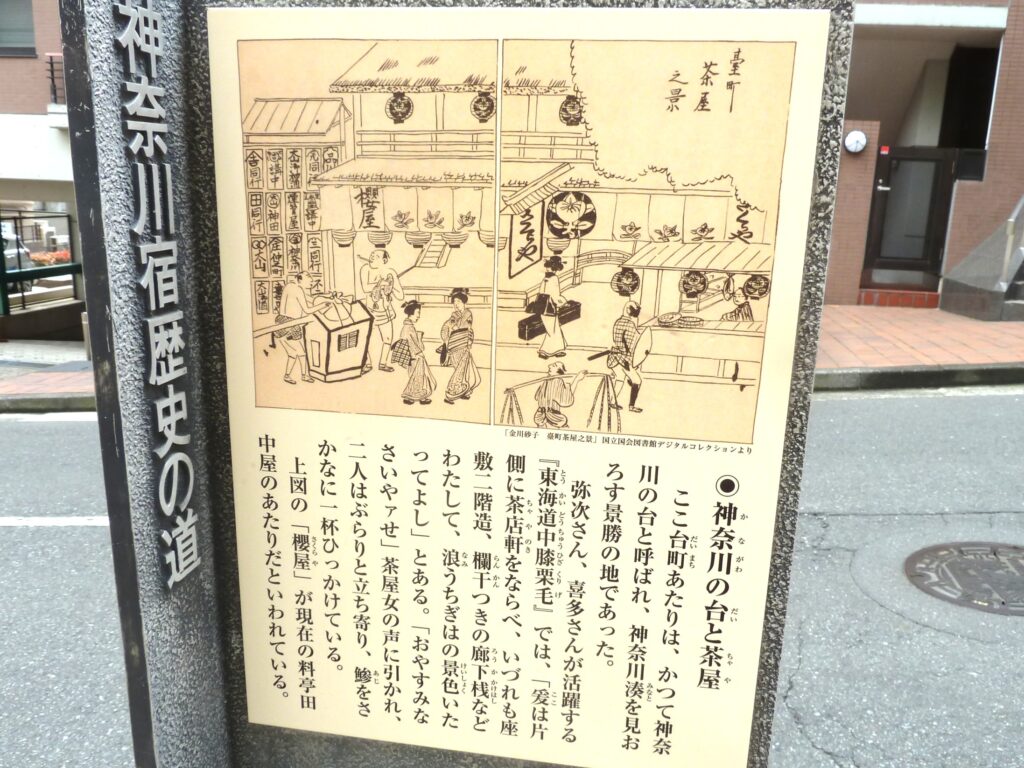 神奈川宿歴史の道
臺町
茶屋
之景
櫻屋
さくらや
さくらや
「金川砂子　臺町茶屋之景」国立国会図書館デジタルコレクションより
◉神奈川の台と茶屋
ここ台町あたりは、かつて神奈
川の台と呼ばれ、神奈川湊を見お
ろす景勝の地であった。
弥次さん、喜多さんが活躍する
『東海道中膝栗毛』では、「爰は片
側に茶店軒をならべ、いづれも座
敷二階造、欄干つきの廊下桟など
わたして、浪うちぎはの景色いた
ってよし」とある。「おやすみな
さいやァせ」茶屋女の声に引かれ、
二人はぶらりと立ち寄り、鯵をさ
かなに一杯ひっかけている。
上図の「櫻屋」が現在の料亭田
中屋のあたりだといわれている。